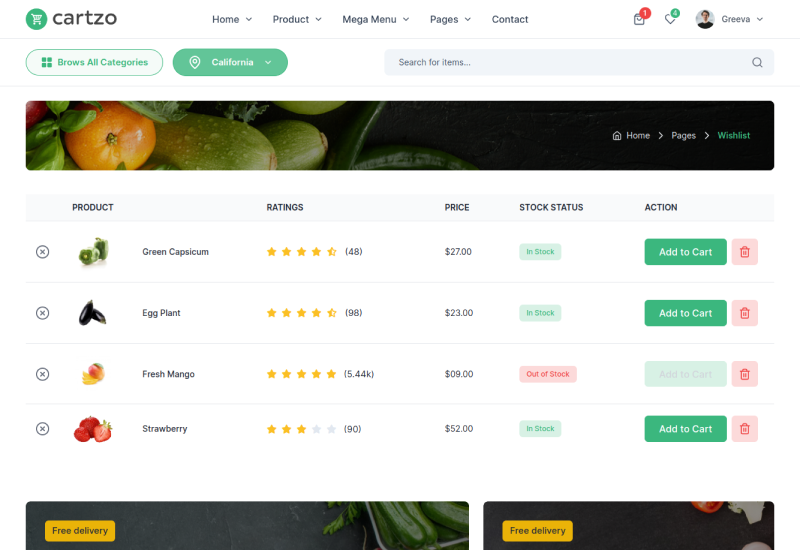 cartzo
Home
Product
Mega Menu
Pages
Contact
1
4
Greeva
Brows All Categories
California
Search for items...
Home
Pages
Wishlist
PRODUCT RATINGS PRICE STOCK STATUS ACTION
Green Capsicum (48) $27.00 In Stock Add to Cart
Egg Plant (98) $23.00 In Stock Add to Cart
Fresh Mango (5.44k) $09.00 Out of Stock Add to Cart
Strawberry (90) $52.00 In Stock Add to Cart
Free delivery
Free delivery